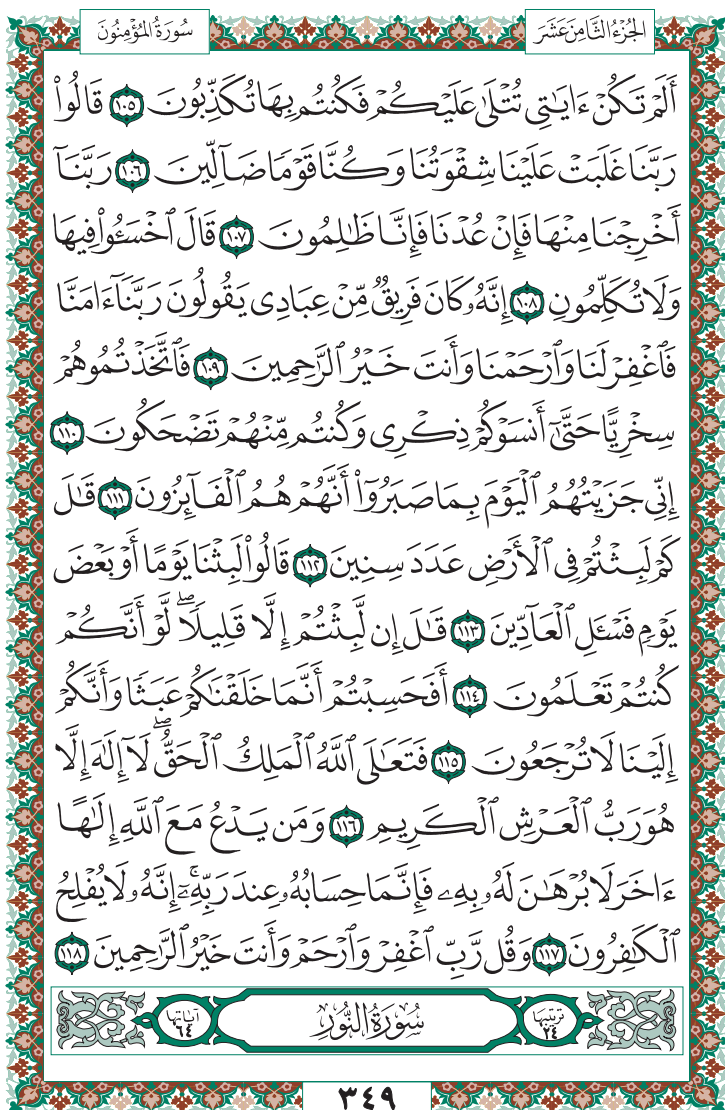 الجُزْءُ الثَّامِنَ عَشَرَ
سُورَةُ المُؤْمِنُونَ
أَلَمْ تَكُنْ ءَايَٰتِى تُتْلَىٰ عَلَيْكُمْ فَكُنتُم بِهَا تُكَذِّبُونَ ١٠٥ قَالُوا۟
رَبَّنَا غَلَبَتْ عَلَيْنَا شِقْوَتُنَا وَكُنَّا قَوْمًا ضَآلِّينَ ١٠٦ رَبَّنَآ
أَخْرِجْنَا مِنْهَا فَإِنْ عُدْنَا فَإِنَّا ظَٰلِمُونَ ١٠٧ قَالَ ٱخْسَـُٔوا۟ فِيهَا
وَلَا تُكَلِّمُونِ ١٠٨ إِنَّهُۥ كَانَ فَرِيقٌ مِّنْ عِبَادِى يَقُولُونَ رَبَّنَآ ءَامَنَّا
فَٱغْفِرْ لَنَا وَٱرْحَمْنَا وَأَنتَ خَيْرُ ٱلرَّٰحِمِينَ ١٠٩ فَٱتَّخَذْتُمُوهُمْ
سِخْرِيًّا حَتَّىٰٓ أَنسَوْكُمْ ذِكْرِى وَكُنتُم مِّنْهُمْ تَضْحَكُونَ ١١٠
إِنِّى جَزَيْتُهُمُ ٱلْيَوْمَ بِمَا صَبَرُوٓا۟ أَنَّهُمْ هُمُ ٱلْفَآئِزُونَ ١١١ قَٰلَ
كَمْ لَبِثْتُمْ فِى ٱلْأَرْضِ عَدَدَ سِنِينَ ١١٢ قَالُوا۟ لَبِثْنَا يَوْمًا أَوْ بَعْضَ
يَوْمٍ فَسْـَٔلِ ٱلْعَآدِّينَ ١١٣ قَٰلَ إِن لَّبِثْتُمْ إِلَّا قَلِيلًا ۖ لَّوْ أَنَّكُمْ
كُنتُمْ تَعْلَمُونَ ١١٤ أَفَحَسِبْتُمْ أَنَّمَا خَلَقْنَٰكُمْ عَبَثًا وَأَنَّكُمْ
إِلَيْنَا لَا تُرْجَعُونَ ١١٥ فَتَعَٰلَى ٱللَّهُ ٱلْمَلِكُ ٱلْحَقُّ ۖ لَآ إِلَٰهَ إِلَّا
هُوَ رَبُّ ٱلْعَرْشِ ٱلْكَرِيمِ ١١٦ وَمَن يَدْعُ مَعَ ٱللَّهِ إِلَٰهًا
ءَاخَرَ لَا بُرْهَٰنَ لَهُۥ بِهِۦ فَإِنَّمَا حِسَابُهُۥ عِندَ رَبِّهِۦٓ ۚ إِنَّهُۥ لَا يُفْلِحُ
ٱلْكَٰفِرُونَ ١١٧ وَقُل رَّبِّ ٱغْفِرْ وَٱرْحَمْ وَأَنتَ خَيْرُ ٱلرَّٰحِمِينَ ١١٨
ترتيبها ٢٤
سُورَةُ النُّورِ
آياتها ٦٤
٣٤٩